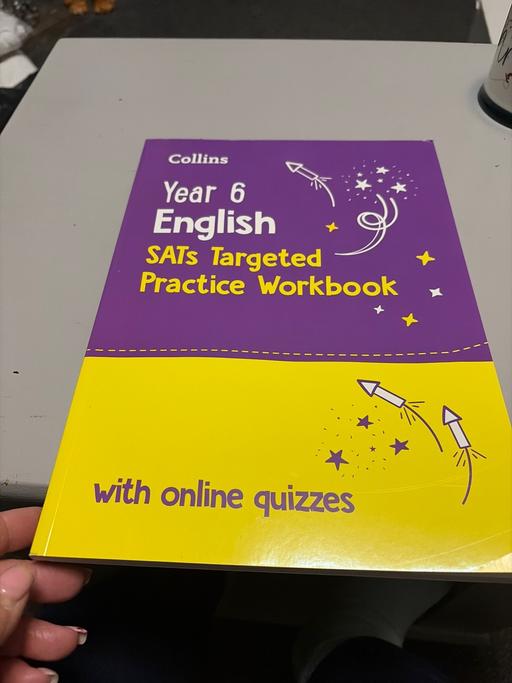 Collins
Year 6
English
SATs Targeted
Practice Workbook
with online quizzes